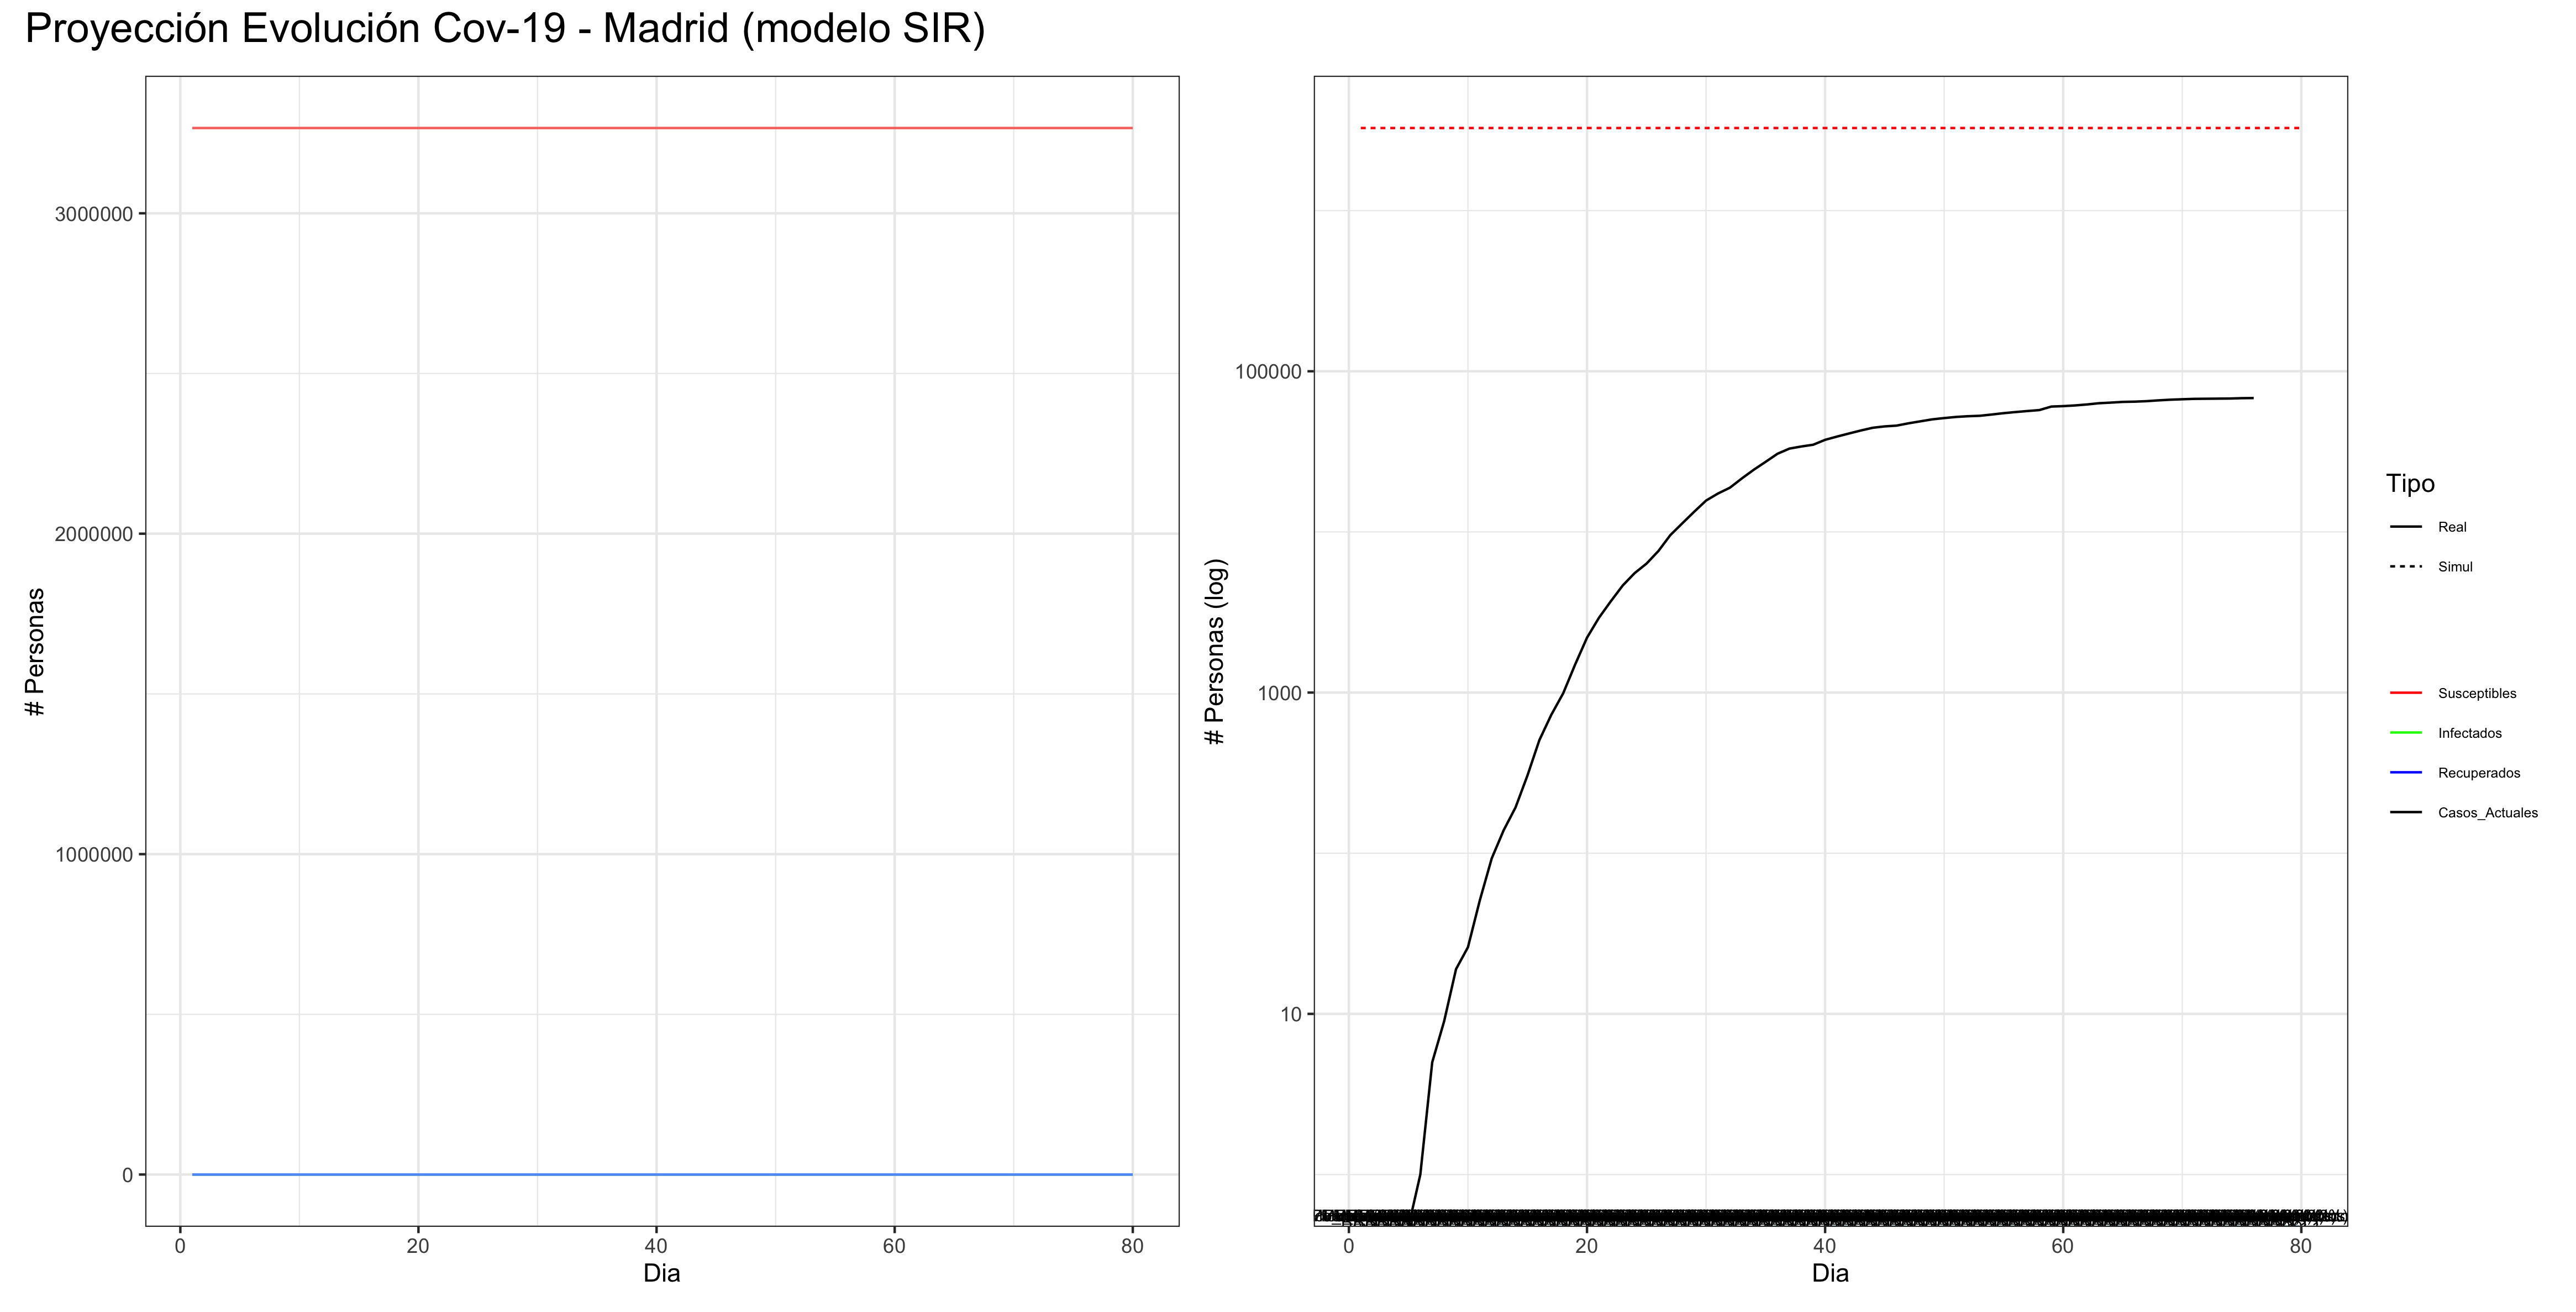 Proyección Evolución Cov-19 - Madrid (modelo SIR)
# Personas
3000000
2000000
1000000
0
0
20
40
60
80
Dia
# Personas (log)
100000
1000
10
0
20
40
60
80
Dia
Tipo
Real
Simul
Susceptibles
Infectados
Recuperados
Casos_Actuales